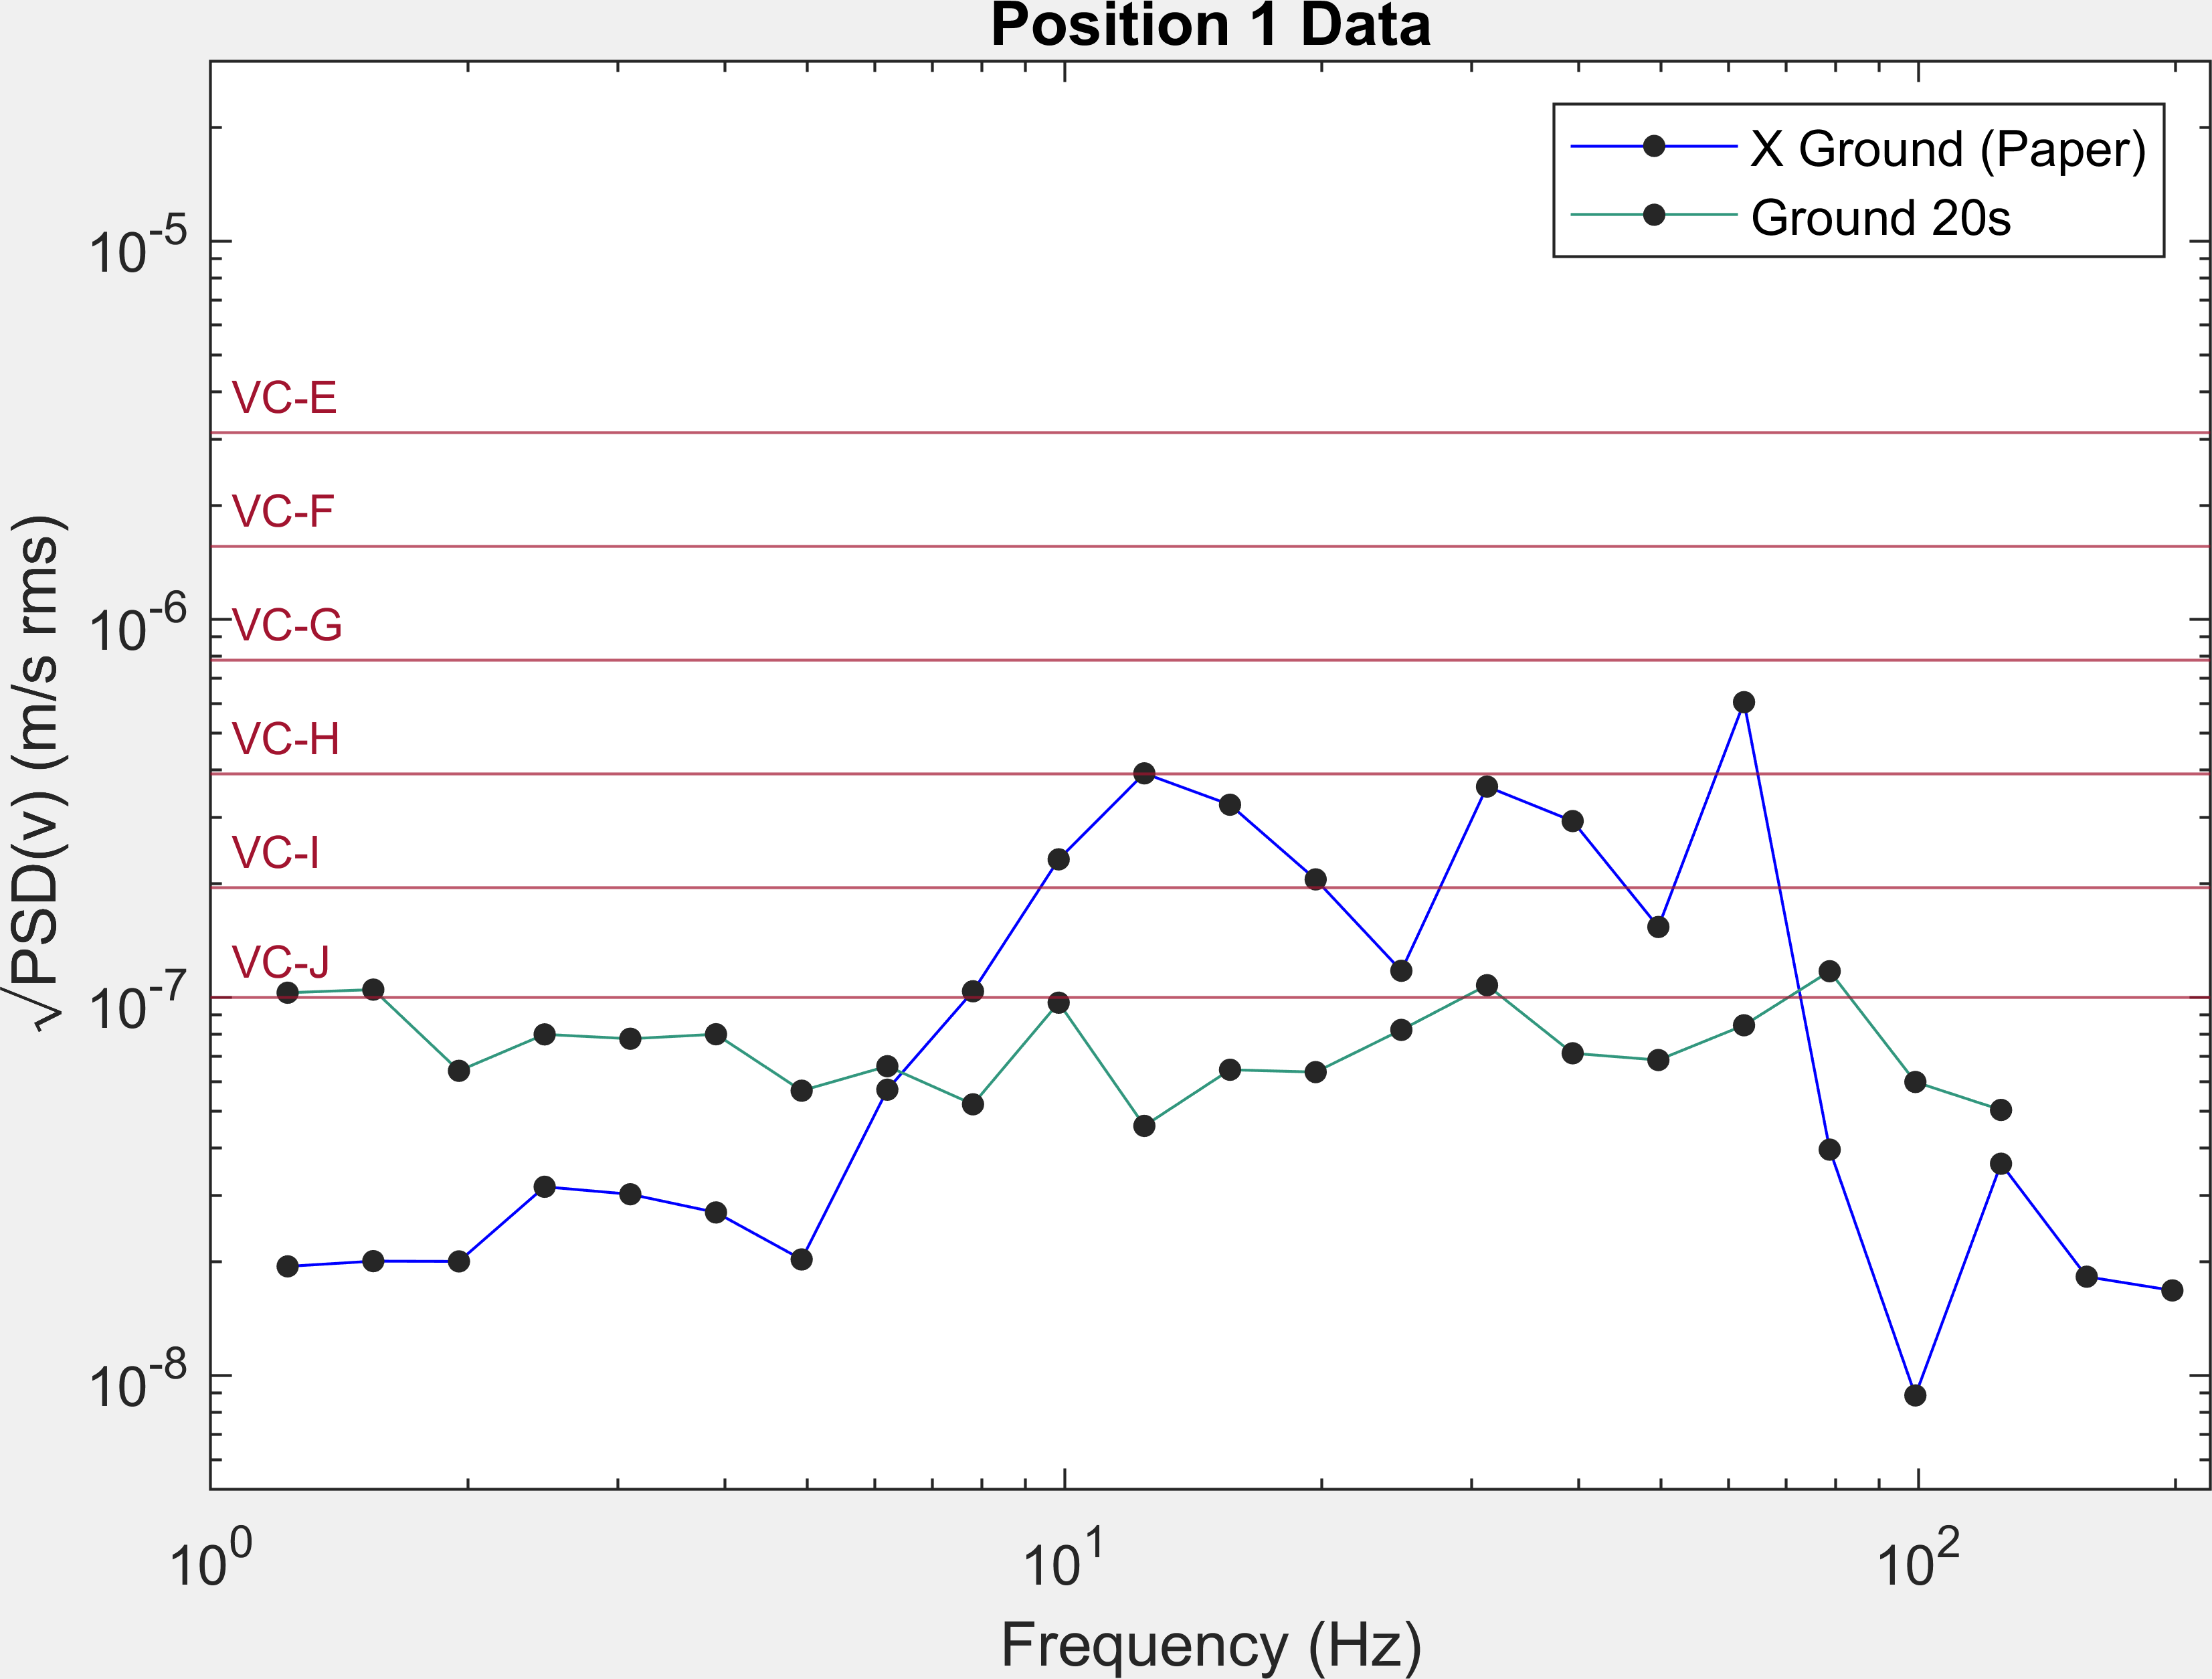 Position 1 Data
X Ground (Paper)
Ground 20s
10^-5
VC-E
VC-F
10^-6
VC-G
VC-H
VC-I
VC-J
10^-7
10^-8
√PSD(v) (m/s rms)
10^0
10^1
10^2
Frequency (Hz)